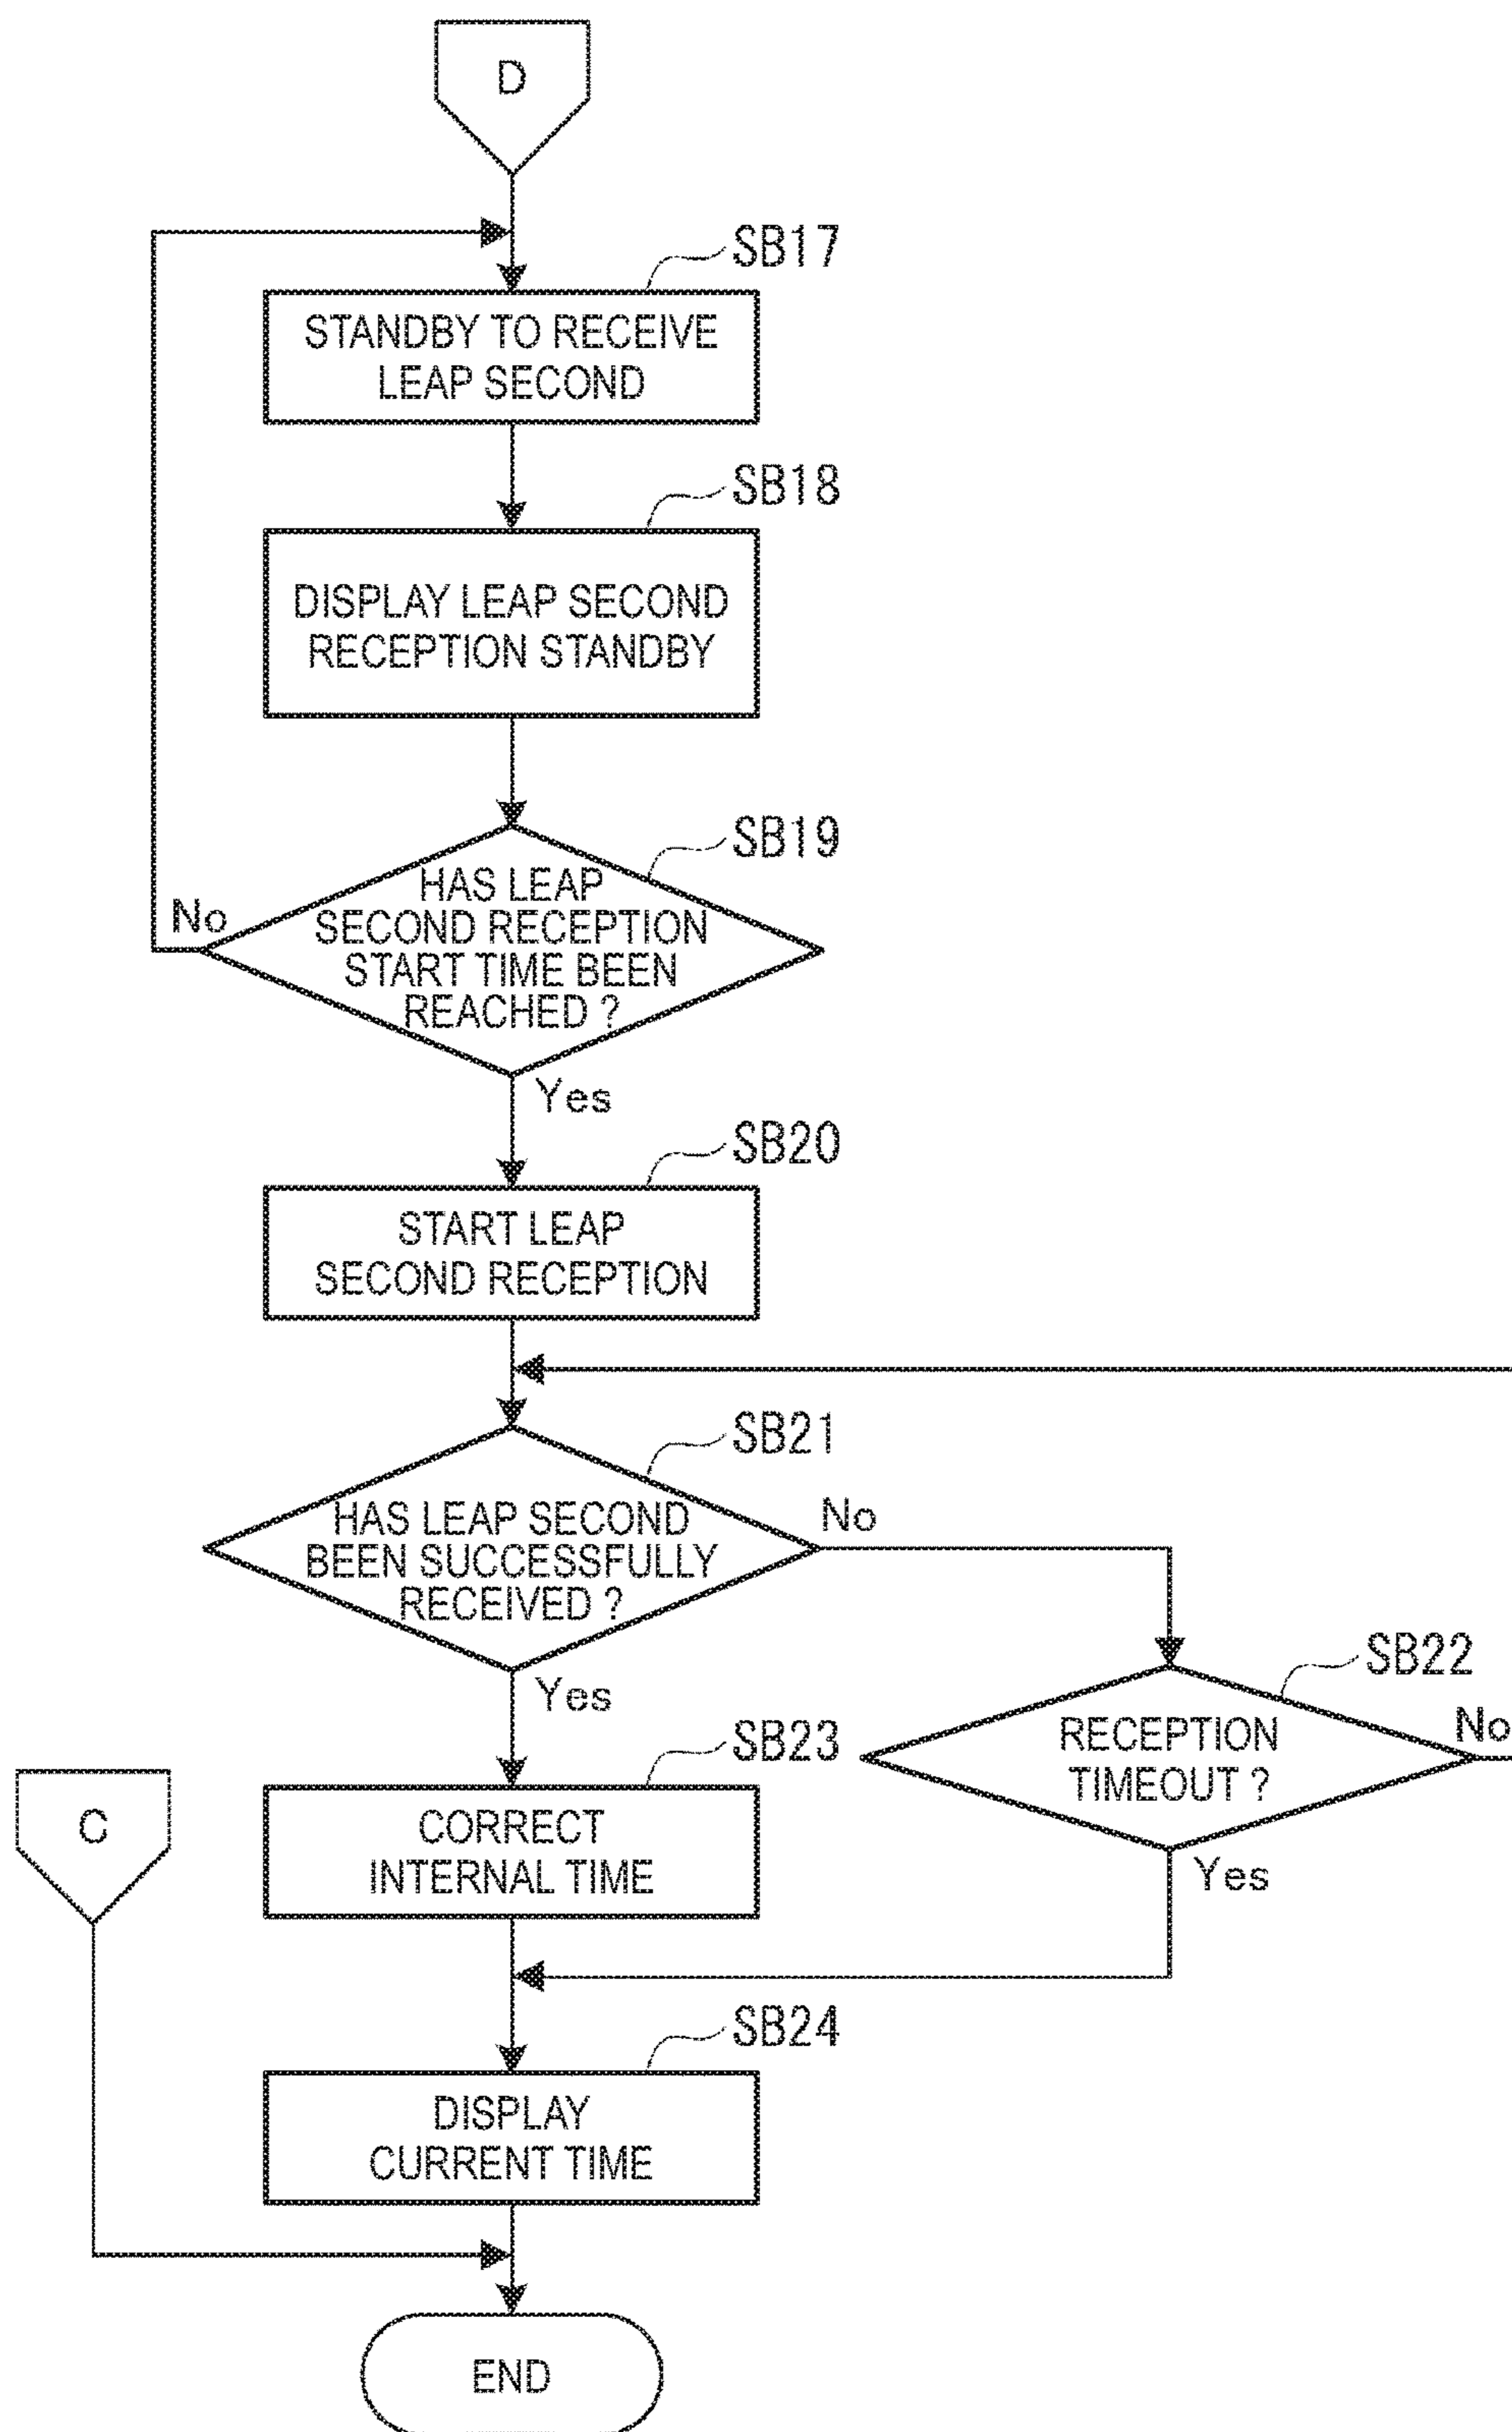 D
SB17
STANDBY TO RECEIVE
LEAP SECOND
SB18
DISPLAY LEAP SECOND
RECEPTION STANDBY
SB19
HAS LEAP
SECOND RECEPTION
START TIME BEEN
REACHED ?
No
Yes
SB20
START LEAP
SECOND RECEPTION
SB21
HAS LEAP SECOND
BEEN SUCCESSFULLY
RECEIVED ?
No
Yes
SB22
RECEPTION
TIMEOUT ?
No
Yes
SB23
CORRECT
INTERNAL TIME
C
SB24
DISPLAY
CURRENT TIME
END